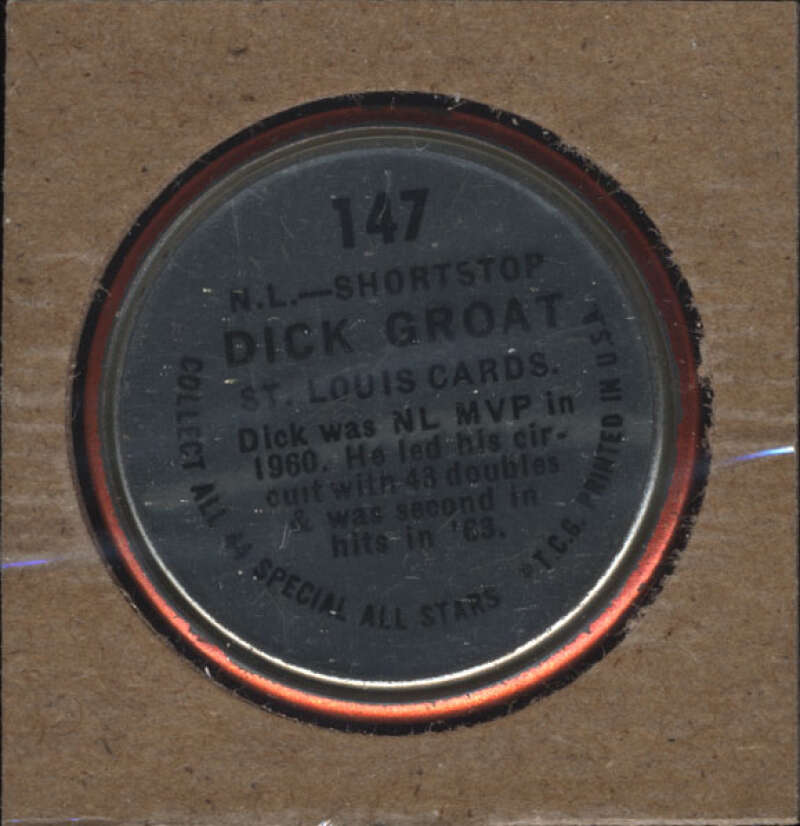 147
N.L.—SHORTSTOP
DICK GROAT
ST. LOUIS CARDS.
Dick was NL MVP in
1960. He led his cir-
cuit with 43 doubles
& was second in
hits in '63.
COLLECT ALL 44 SPECIAL ALL STARS
©T.C.G. PRINTED IN USA